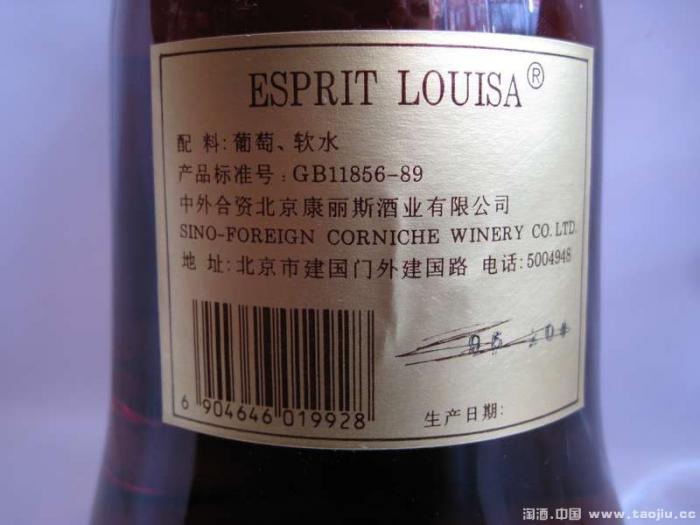 ESPRIT LOUISA®
配 料: 葡萄、软水
产品标准号: GB11856-89
中外合资北京康丽斯酒业有限公司
SINO-FOREIGN CORNICHE WINERY CO. LTD.
地 址: 北京市建国门外建国路 电话: 5004948
6 904646 019928
生产日期:
淘酒.中国 www.taojiu.cc